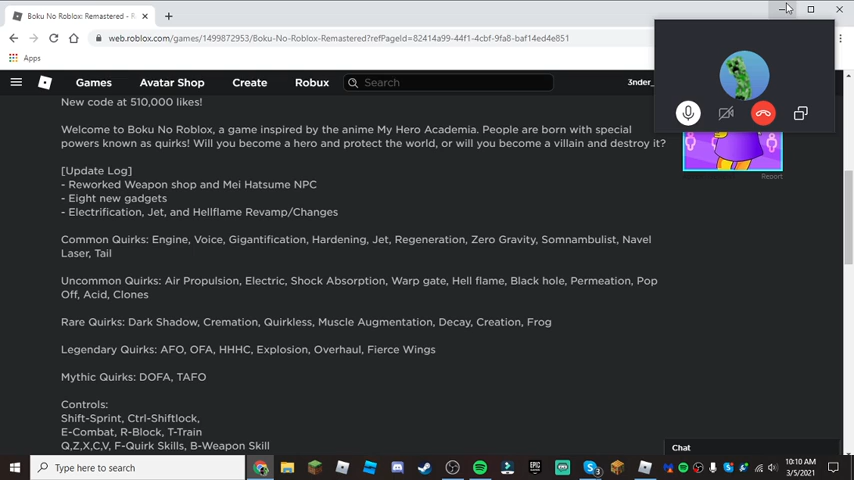 Boku No Roblox: Remastered - R
web.roblox.com/games/1499872953/Boku-No-Roblox-Remastered?refPageId=82414a99-44f1-4cbf-9fa8-baf14ed4e851
Apps
Games Avatar Shop Create Robux Search 3nder_
New code at 510,000 likes!
Welcome to Boku No Roblox, a game inspired by the anime My Hero Academia. People are born with special
powers known as quirks! Will you become a hero and protect the world, or will you become a villain and destroy it?
Report
[Update Log]
- Reworked Weapon shop and Mei Hatsume NPC
- Eight new gadgets
- Electrification, Jet, and Hellflame Revamp/Changes
Common Quirks: Engine, Voice, Gigantification, Hardening, Jet, Regeneration, Zero Gravity, Somnambulist, Navel
Laser, Tail
Uncommon Quirks: Air Propulsion, Electric, Shock Absorption, Warp gate, Hell flame, Black hole, Permeation, Pop
Off, Acid, Clones
Rare Quirks: Dark Shadow, Cremation, Quirkless, Muscle Augmentation, Decay, Creation, Frog
Legendary Quirks: AFO, OFA, HHHC, Explosion, Overhaul, Fierce Wings
Mythic Quirks: DOFA, TAFO
Controls:
Shift-Sprint, Ctrl-Shiftlock,
E-Combat, R-Block, T-Train
Q,Z,X,C,V, F-Quirk Skills, B-Weapon Skill
Chat
Type here to search
EPIC
3
10:10 AM
3/5/2021